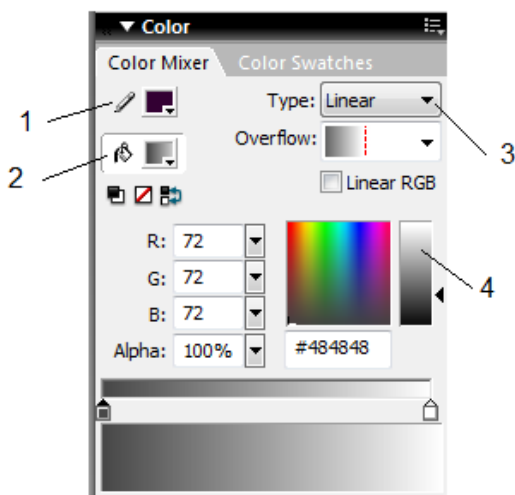 Color
Color Mixer Color Swatches
1
Type: Linear
2
Overflow:
3
Linear RGB
R: 72
G: 72
4
B: 72
Alpha: 100% #484848